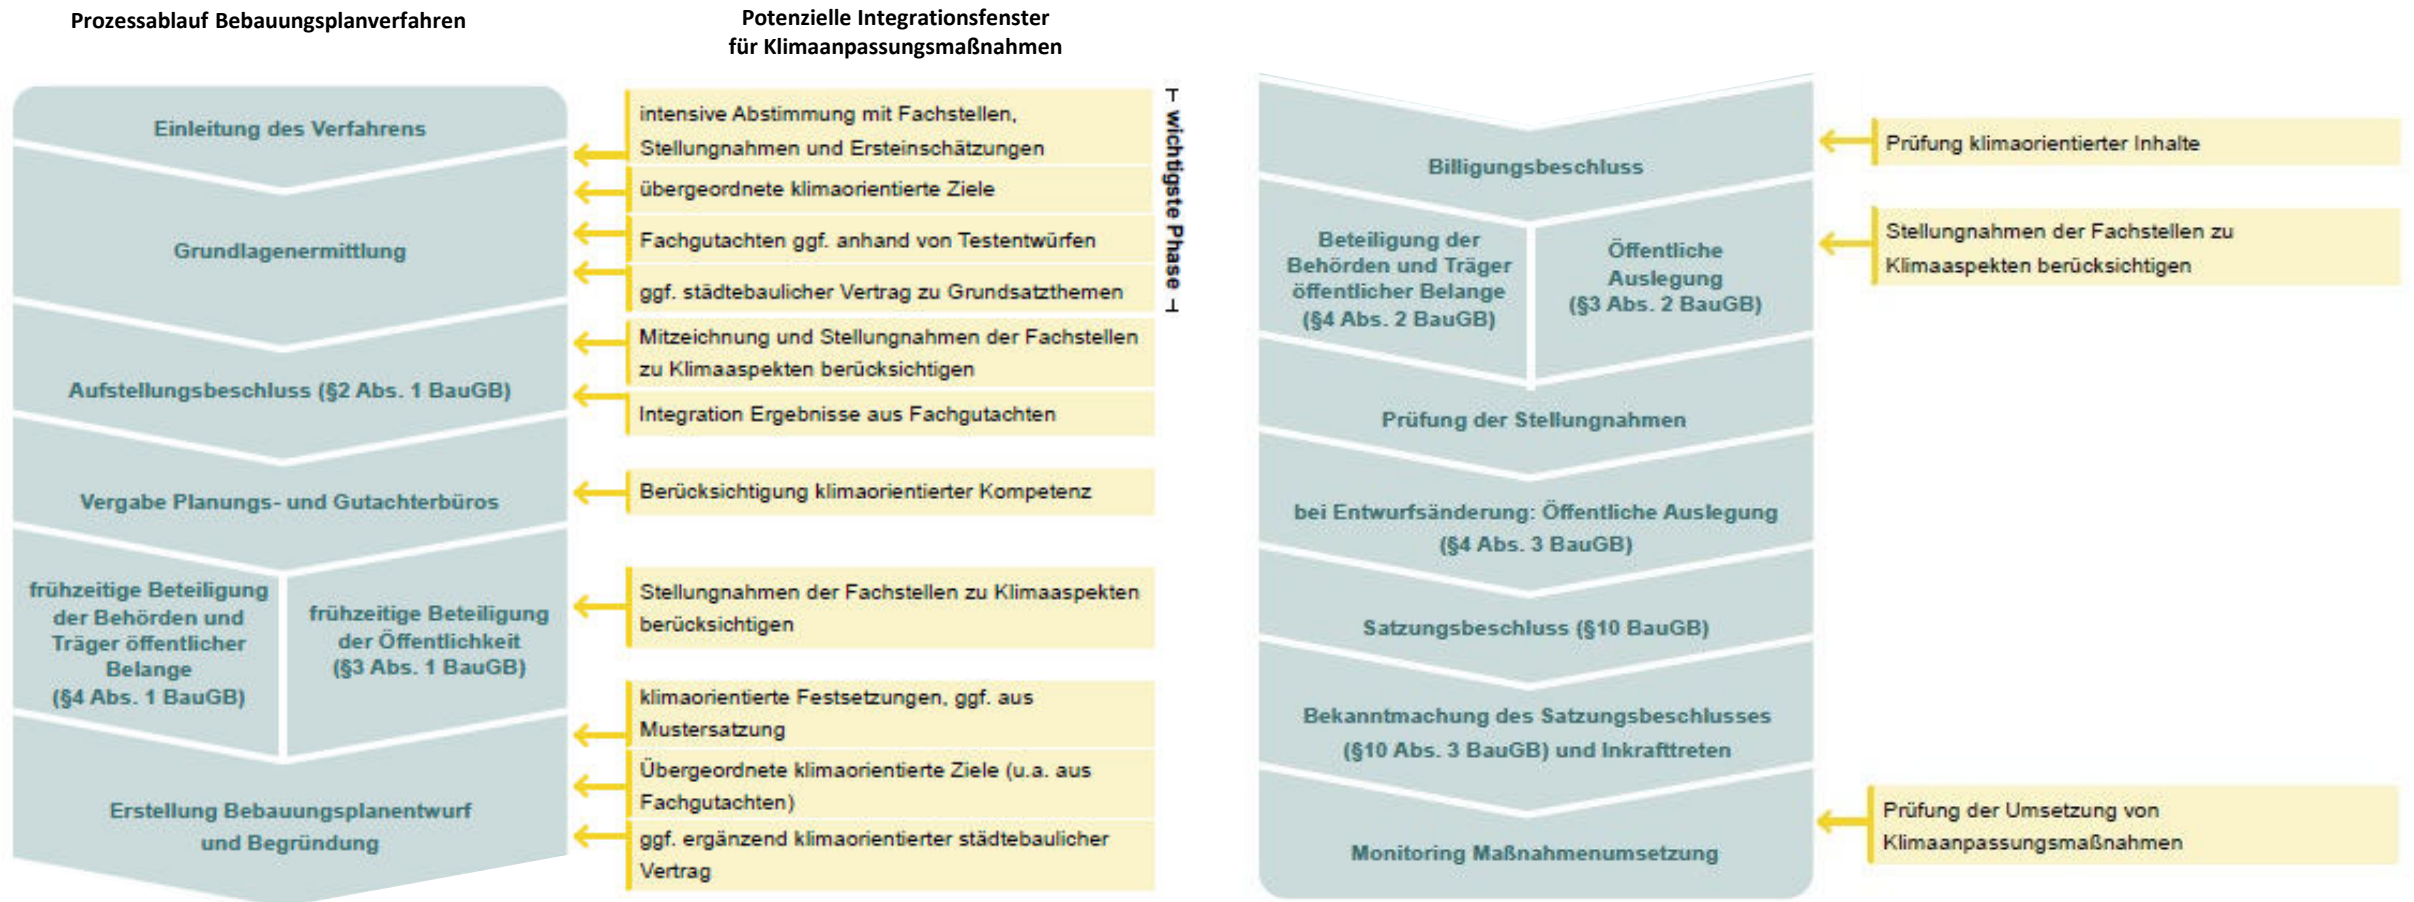 Prozessablauf Bebauungsplanverfahren
Potenzielle Integrationsfenster
für Klimaanpassungsmaßnahmen
Einleitung des Verfahrens
Grundlagenermittlung
Aufstellungsbeschluss (§2 Abs. 1 BauGB)
Vergabe Planungs- und Gutachterbüros
frühzeitige Beteiligung
der Behörden und
Träger öffentlicher
Belange
(§4 Abs. 1 BauGB)
frühzeitige Beteiligung
der Öffentlichkeit
(§3 Abs. 1 BauGB)
Erstellung Bebauungsplanentwurf
und Begründung
intensive Abstimmung mit Fachstellen,
Stellungnahmen und Ersteinschätzungen
übergeordnete klimaorientierte Ziele
Fachgutachten ggf. anhand von Testentwürfen
ggf. städtebaulicher Vertrag zu Grundsatzthemen
wichtigste Phase
Mitzeichnung und Stellungnahmen der Fachstellen
zu Klimaaspekten berücksichtigen
Integration Ergebnisse aus Fachgutachten
Berücksichtigung klimaorientierter Kompetenz
Stellungnahmen der Fachstellen zu Klimaaspekten
berücksichtigen
klimaorientierte Festsetzungen, ggf. aus
Mustersatzung
Übergeordnete klimaorientierte Ziele (u.a. aus
Fachgutachten)
ggf. ergänzend klimaorientierter städtebaulicher
Vertrag
Billigungsbeschluss
Beteiligung der
Behörden und Träger
öffentlicher Belange
(§4 Abs. 2 BauGB)
Öffentliche
Auslegung
(§3 Abs. 2 BauGB)
Prüfung der Stellungnahmen
bei Entwurfsänderung: Öffentliche Auslegung
(§4 Abs. 3 BauGB)
Satzungsbeschluss (§10 BauGB)
Bekanntmachung des Satzungsbeschlusses
(§10 Abs. 3 BauGB) und Inkrafttreten
Monitoring Maßnahmenumsetzung
Prüfung klimaorientierter Inhalte
Stellungnahmen der Fachstellen zu
Klimaaspekten berücksichtigen
Prüfung der Umsetzung von
Klimaanpassungsmaßnahmen